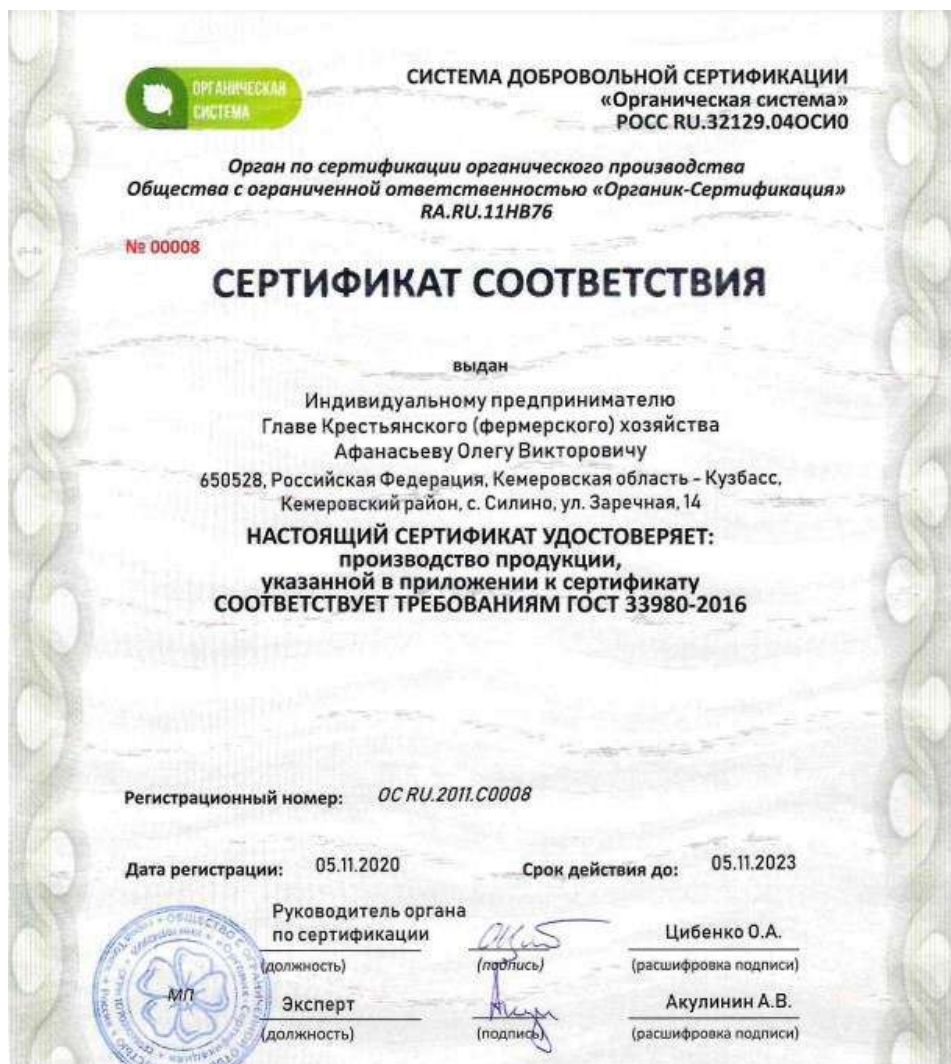 ОРГАНИЧЕСКАЯ
СИСТЕМА
СИСТЕМА ДОБРОВОЛЬНОЙ СЕРТИФИКАЦИИ
«Органическая система»
РОСС RU.32129.04ОСИ0
Орган по сертификации органического производства
Общества с ограниченной ответственностью «Органик-Сертификация»
RA.RU.11НВ76
№ 00008
СЕРТИФИКАТ СООТВЕТСТВИЯ
выдан
Индивидуальному предпринимателю
Главе Крестьянского (фермерского) хозяйства
Афанасьеву Олегу Викторовичу
650528, Российская Федерация, Кемеровская область – Кузбасс,
Кемеровский район, с. Силино, ул. Заречная, 14
НАСТОЯЩИЙ СЕРТИФИКАТ УДОСТОВЕРЯЕТ:
производство продукции,
указанной в приложении к сертификату
СООТВЕТСТВУЕТ ТРЕБОВАНИЯМ ГОСТ 33980-2016
Регистрационный номер: ОС RU.2011.С0008
Дата регистрации: 05.11.2020 Срок действия до: 05.11.2023
Руководитель органа
по сертификации Цибенко О.А.
(должность) (подпись) (расшифровка подписи)
МП
Эксперт Акулинин А.В.
(должность) (подпись) (расшифровка подписи)